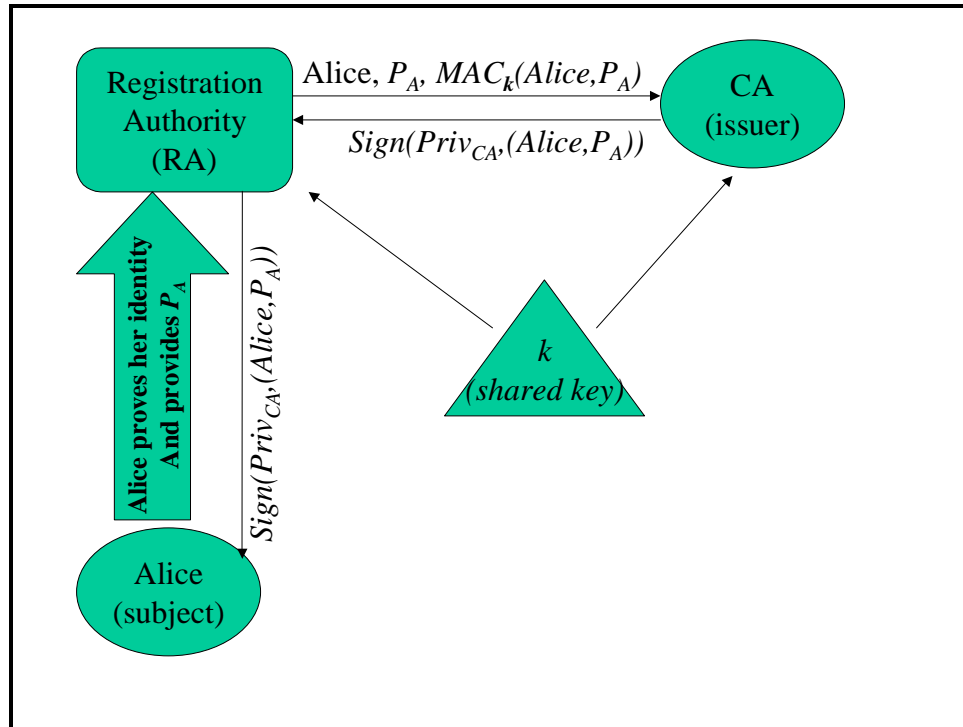 Registration
Authority
(RA)
Alice, P_A, MAC_k(Alice,P_A)
Sign(Priv_CA,(Alice,P_A))
CA
(issuer)
Alice proves her identity
And provides P_A
Sign(Priv_CA,(Alice,P_A))
k
(shared key)
Alice
(subject)